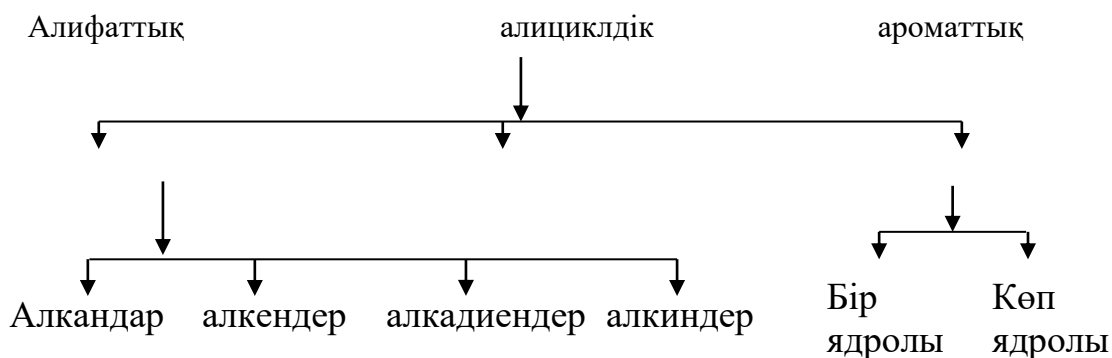 Алифаттық алициклдік ароматтық
Алкандар алкендер алкадиендер алкиндер
Бір ядролы
Көп ядролы